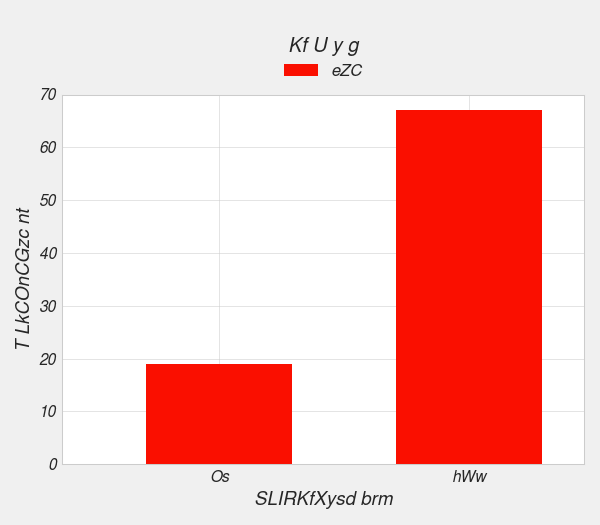 Kf U y g
eZC
70
60
50
40
30
20
10
0
T LkCOnCGzc nt
Os
hWw
SLIRKfXysd brm